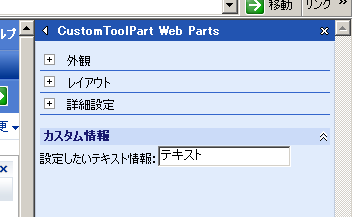 移動 リンク »
CustomToolPart Web Parts
外観
レイアウト
詳細設定
カスタム情報
設定したいテキスト情報: テキスト
更